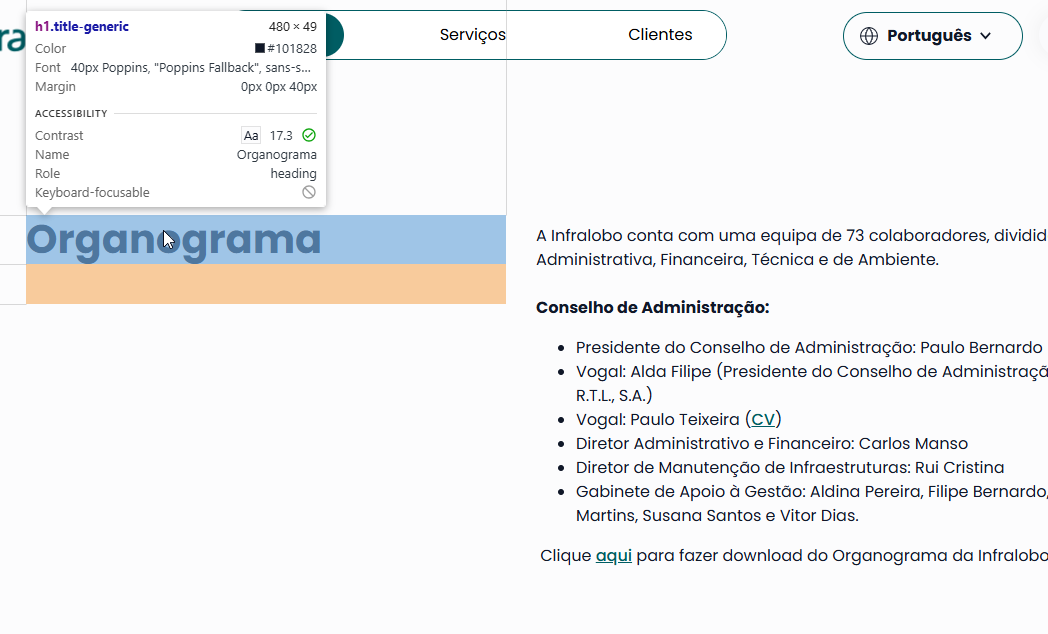 ra
Serviços
Clientes
Português
h1.title-generic 480 × 49
Color #101828
Font 40px Poppins, "Poppins Fallback", sans-s...
Margin 0px 0px 40px
ACCESSIBILITY
Contrast Aa 17.3
Name Organograma
Role heading
Keyboard-focusable
Organograma
A Infralobo conta com uma equipa de 73 colaboradores, dividid
Administrativa, Financeira, Técnica e de Ambiente.
Conselho de Administração:
• Presidente do Conselho de Administração: Paulo Bernardo
• Vogal: Alda Filipe (Presidente do Conselho de Administraçã
R.T.L., S.A.)
• Vogal: Paulo Teixeira (CV)
• Diretor Administrativo e Financeiro: Carlos Manso
• Diretor de Manutenção de Infraestruturas: Rui Cristina
• Gabinete de Apoio à Gestão: Aldina Pereira, Filipe Bernardo,
Martins, Susana Santos e Vitor Dias.
Clique aqui para fazer download do Organograma da Infralobo